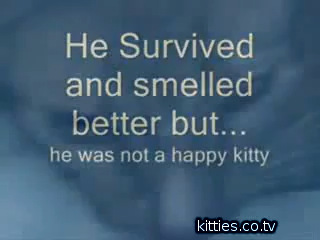 He Survived
and smelled
better but...
he was not a happy kitty
kitties.co.tv